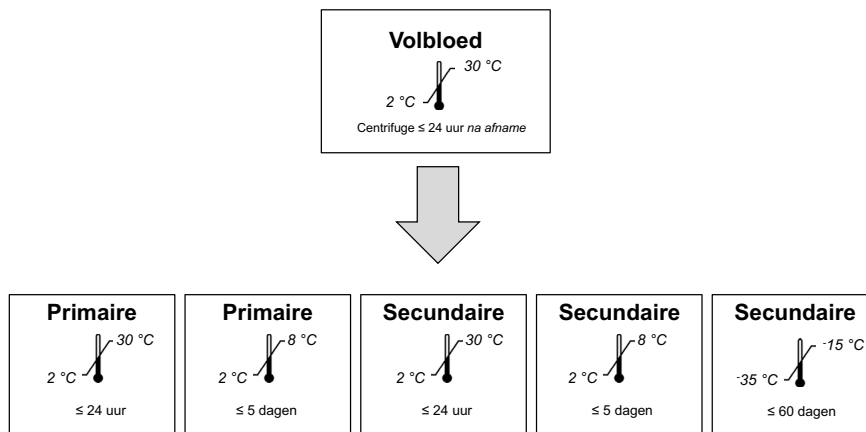 Volbloed
30 °C
2 °C
Centrifuge ≤ 24 uur na afname
Primaire
30 °C
2 °C
≤ 24 uur
Primaire
8 °C
2 °C
≤ 5 dagen
Secundaire
30 °C
2 °C
≤ 24 uur
Secundaire
8 °C
2 °C
≤ 5 dagen
Secundaire
-15 °C
-35 °C
≤ 60 dagen